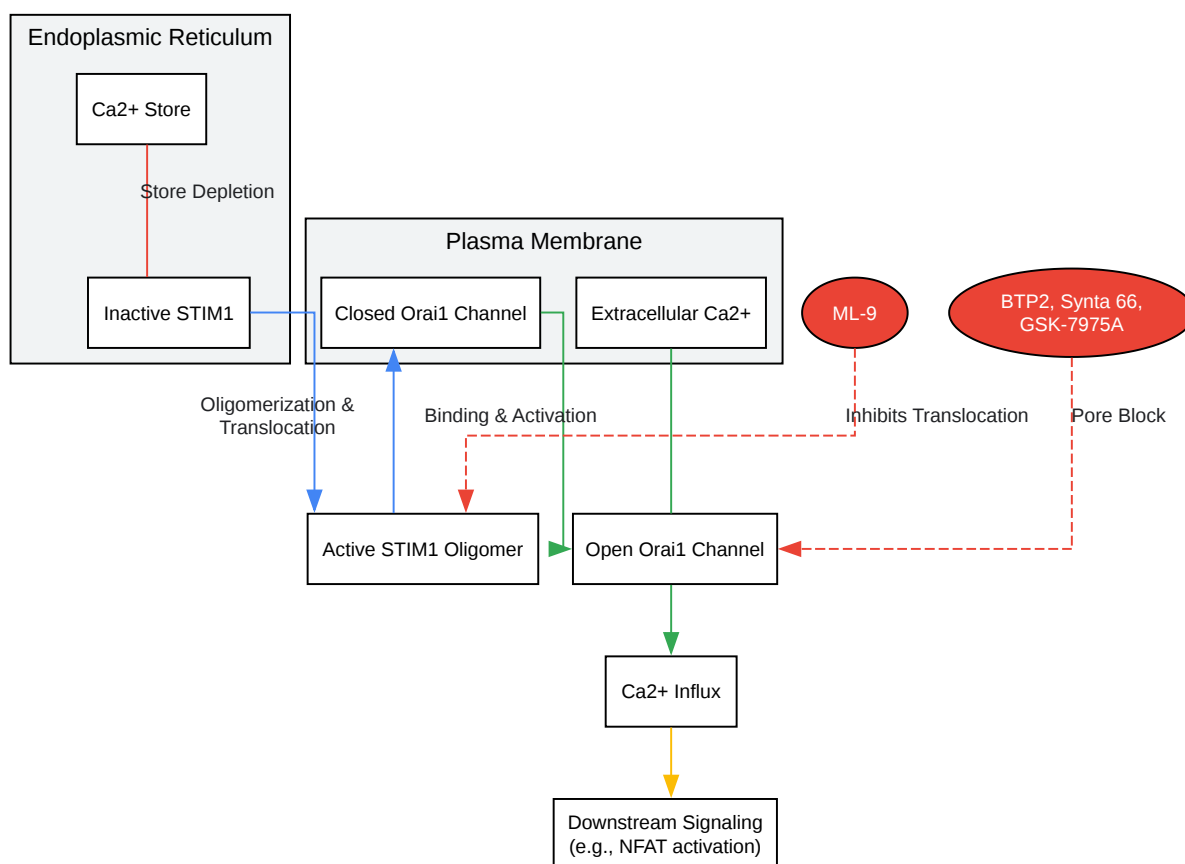 Endoplasmic Reticulum
Ca2+ Store
Store Depletion
Plasma Membrane
Inactive STIM1
Closed Orai1 Channel
Extracellular Ca2+
ML-9
BTP2, Synta 66,
GSK-7975A
Oligomerization &
Translocation
Binding & Activation
Inhibits Translocation
Pore Block
Active STIM1 Oligomer
Open Orai1 Channel
Ca2+ Influx
Downstream Signaling
(e.g., NFAT activation)